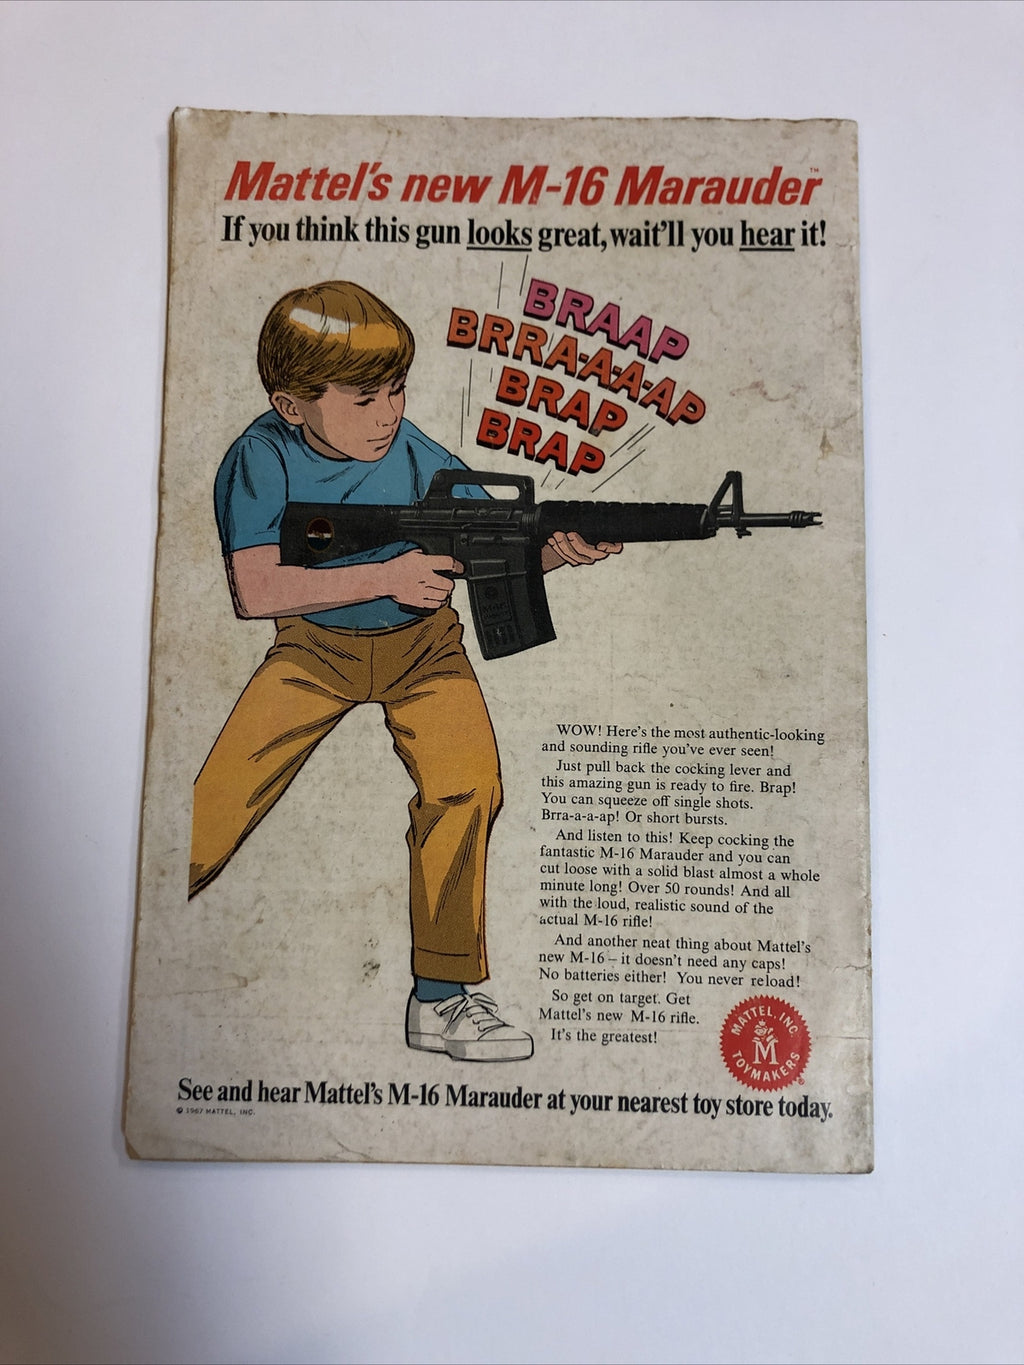 Mattel's new M-16 Marauder™
If you think this gun looks great, wait'll you hear it!
BRAAP
BRRA-A-A-AP
BRAP
BRAP
WOW! Here's the most authentic-looking
and sounding rifle you've ever seen!
Just pull back the cocking lever and
this amazing gun is ready to fire. Brap!
You can squeeze off single shots.
Brra-a-a-ap! Or short bursts.
And listen to this! Keep cocking the
fantastic M-16 Marauder and you can
cut loose with a solid blast almost a whole
minute long! Over 50 rounds! And all
with the loud, realistic sound of the
actual M-16 rifle!
And another neat thing about Mattel's
new M-16 – it doesn't need any caps!
No batteries either! You never reload!
So get on target. Get
Mattel's new M-16 rifle.
It's the greatest!
MATTEL, INC.
M
TOYMAKERS®
See and hear Mattel's M-16 Marauder at your nearest toy store today.
© 1967 MATTEL, INC.